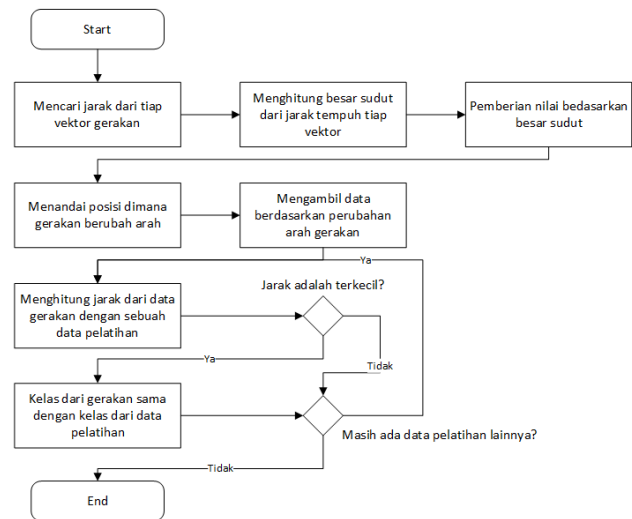 Start
Mencari jarak dari tiap
vektor gerakan
Menghitung besar sudut
dari jarak tempuh tiap
vektor
Pemberian nilai bedasarkan
besar sudut
Menandai posisi dimana
gerakan berubah arah
Mengambil data
berdasarkan perubahan
arah gerakan
Ya
Menghitung jarak dari data
gerakan dengan sebuah
data pelatihan
Jarak adalah terkecil?
Ya
Tidak
Kelas dari gerakan sama
dengan kelas dari data
pelatihan
Masih ada data pelatihan lainnya?
Tidak
End